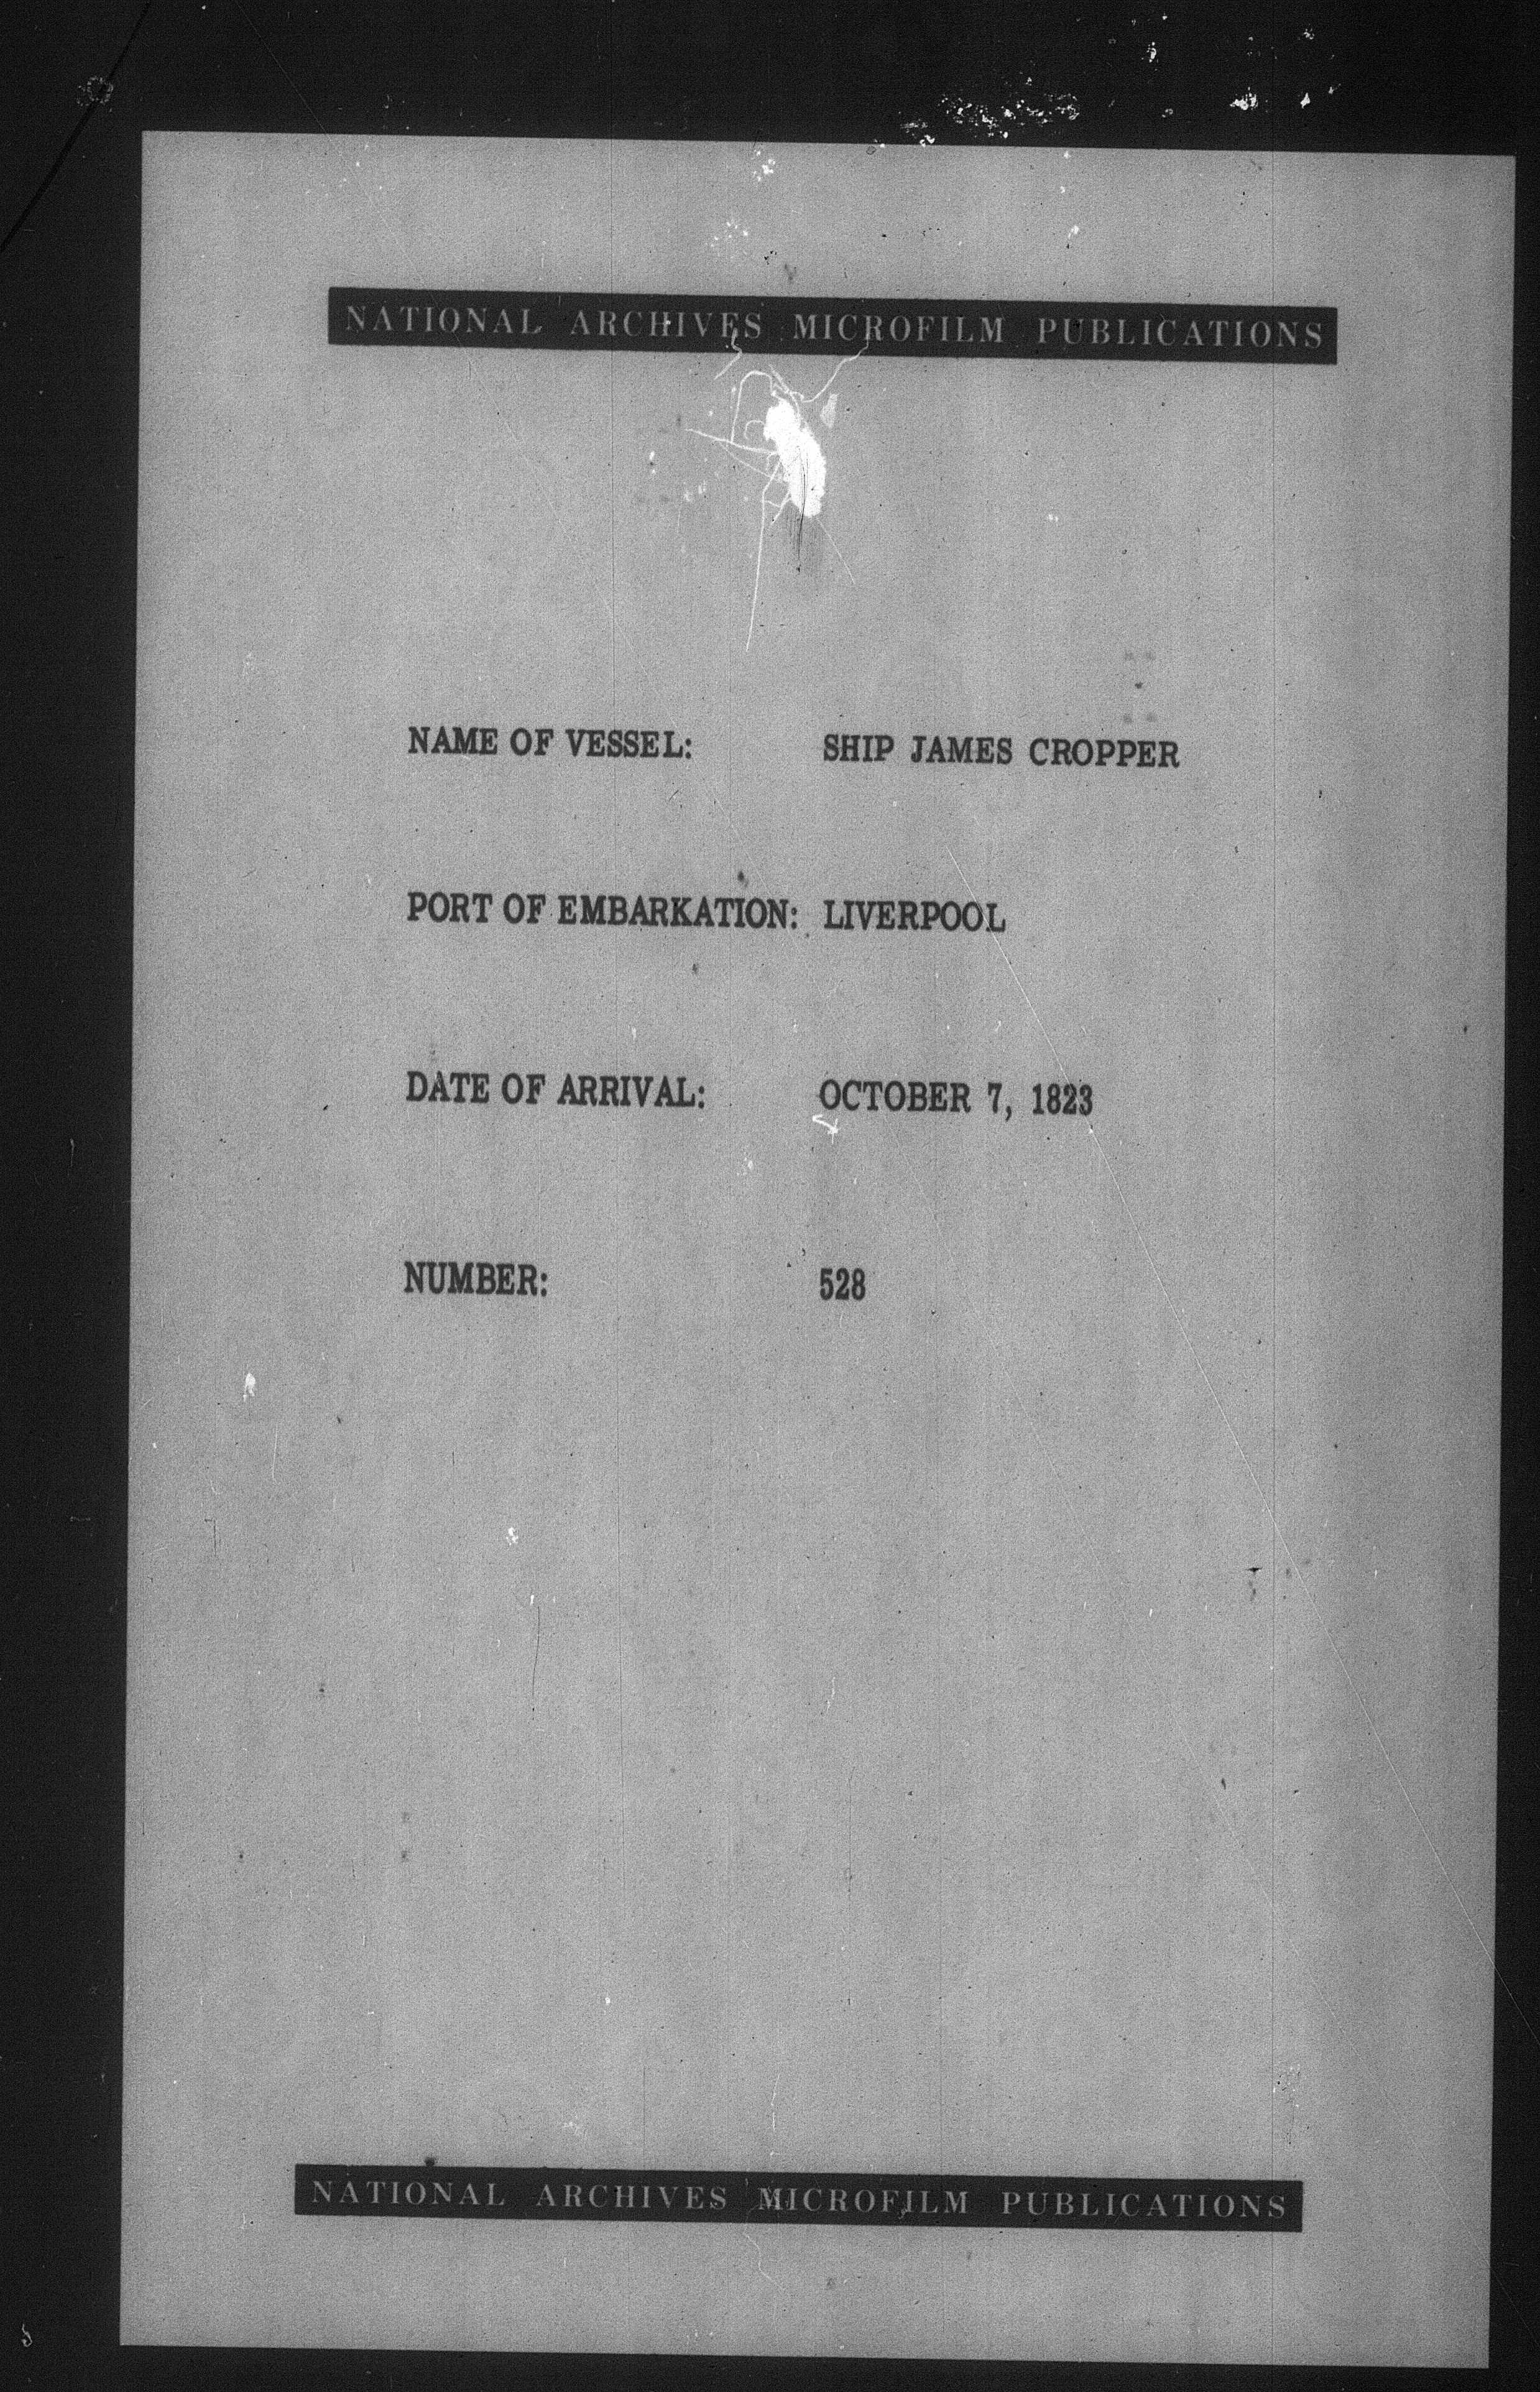 NATIONAL ARCHIVES MICROFILM PUBLICATIONS
NAME OF VESSEL: SHIP JAMES CROPPER
PORT OF EMBARKATION: LIVERPOOL
DATE OF ARRIVAL: OCTOBER 7, 1823
NUMBER: 528
NATIONAL ARCHIVES MICROFILM PUBLICATIONS